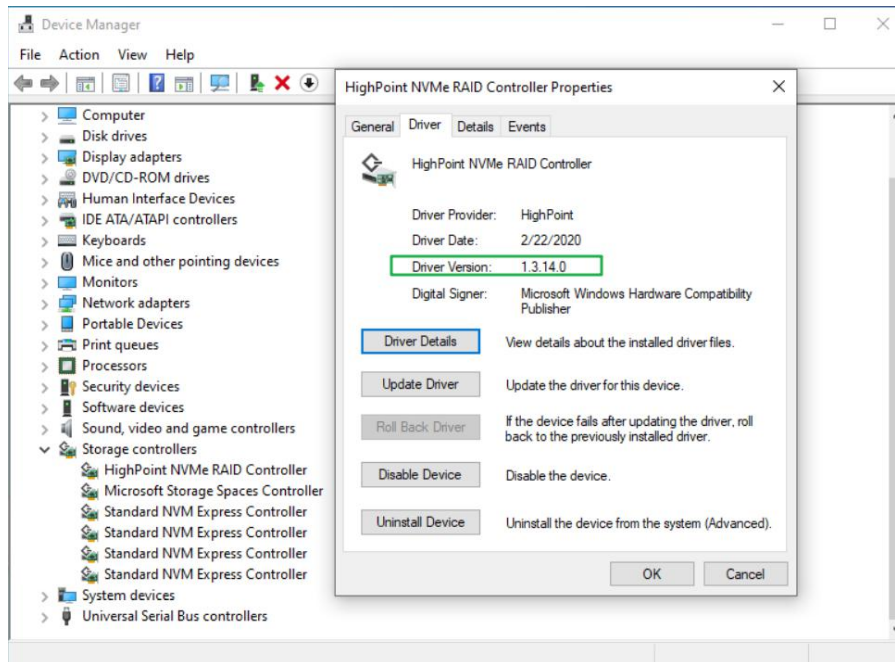 Device Manager
File Action View Help
Computer
Disk drives
Display adapters
DVD/CD-ROM drives
Human Interface Devices
IDE ATA/ATAPI controllers
Keyboards
Mice and other pointing devices
Monitors
Network adapters
Portable Devices
Print queues
Processors
Security devices
Software devices
Sound, video and game controllers
Storage controllers
HighPoint NVMe RAID Controller
Microsoft Storage Spaces Controller
Standard NVM Express Controller
Standard NVM Express Controller
Standard NVM Express Controller
Standard NVM Express Controller
System devices
Universal Serial Bus controllers
HighPoint NVMe RAID Controller Properties
General Driver Details Events
HighPoint NVMe RAID Controller
Driver Provider: HighPoint
Driver Date: 2/22/2020
Driver Version: 1.3.14.0
Digital Signer: Microsoft Windows Hardware Compatibility
Publisher
Driver Details View details about the installed driver files.
Update Driver Update the driver for this device.
Roll Back Driver If the device fails after updating the driver, roll
back to the previously installed driver.
Disable Device Disable the device.
Uninstall Device Uninstall the device from the system (Advanced).
OK Cancel